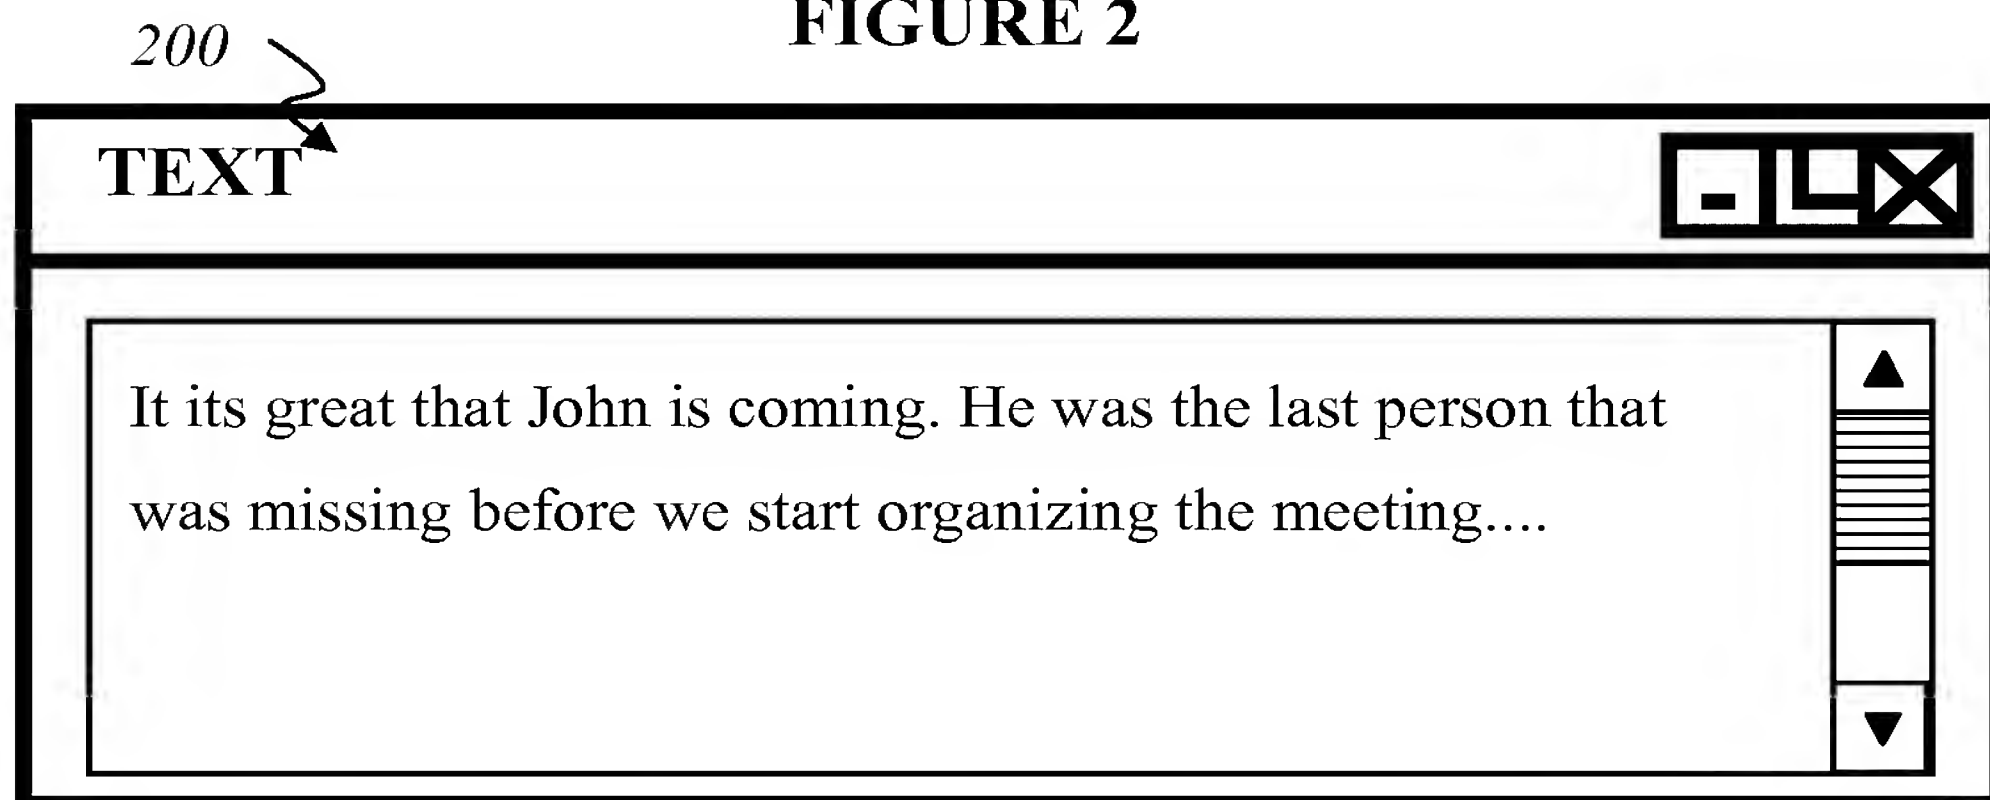 FIGURE 2
200
TEXT
It its great that John is coming. He was the last person that
was missing before we start organizing the meeting....